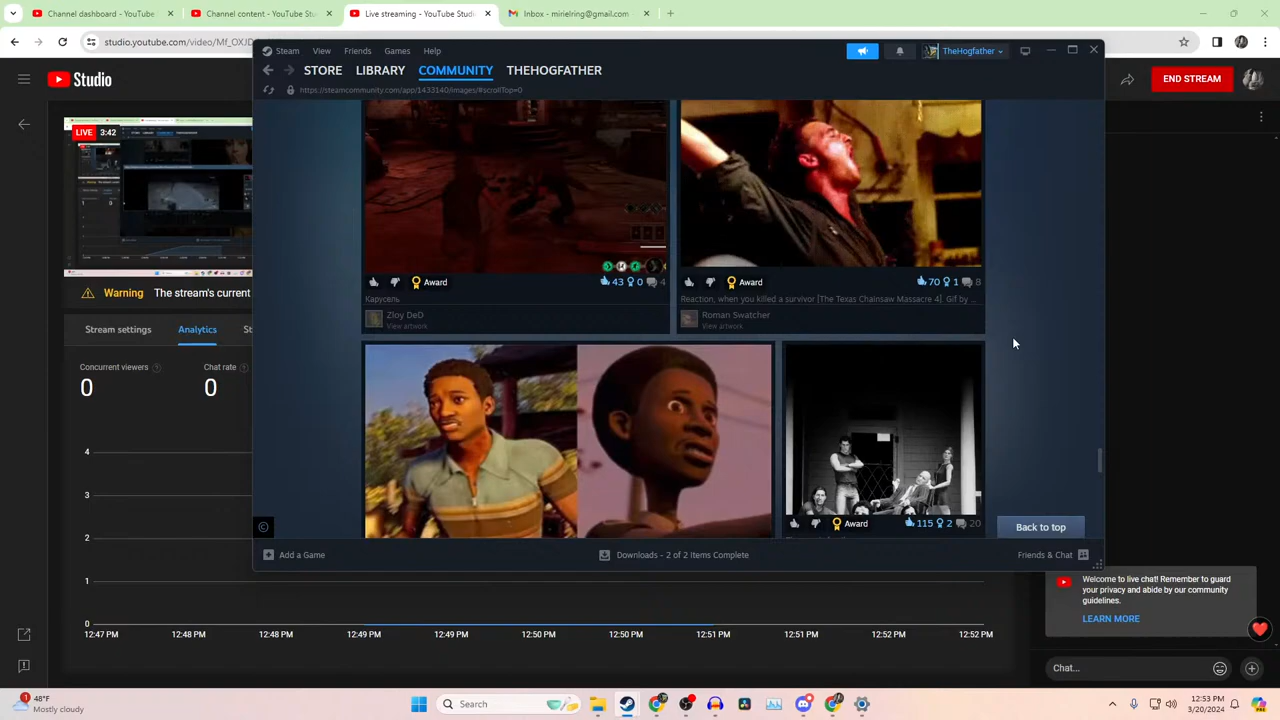 Channel dashboard - YouTube St
Channel content - YouTube Stu
Live streaming - YouTube Studio
Inbox - mirielring@gmail.com
studio.youtube.com/video/Mf_OXJD
Studio
END STREAM
LIVE 3:42
Warning The stream's current
Stream settings Analytics St
Concurrent viewers
0
Chat rate
0
4
3
2
1
0
12:47 PM 12:48 PM 12:48 PM 12:49 PM 12:49 PM 12:50 PM 12:50 PM 12:51 PM 12:51 PM 12:52 PM 12:52 PM
Steam View Friends Games Help
TheHogfather
STORE LIBRARY COMMUNITY THEHOGFATHER
https://steamcommunity.com/app/1433140/images/#scrollTop=0
Award 43 0 4
Карусель
Zloy DeD
View artwork
Award 70 1 8
Reaction, when you killed a survivor [The Texas Chainsaw Massacre 4]. Gif by ...
Roman Swatcher
View artwork
Award 115 2 20
Back to top
Add a Game
Downloads - 2 of 2 Items Complete
Friends & Chat
Welcome to live chat! Remember to guard
your privacy and abide by our community
guidelines.
LEARN MORE
Chat...
1
48°F
Mostly cloudy
Search
12:53 PM
3/20/2024